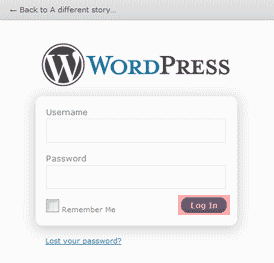 ← Back to A different story...
WORDPRESS
Username
Password
Remember Me
Log In
Lost your password?